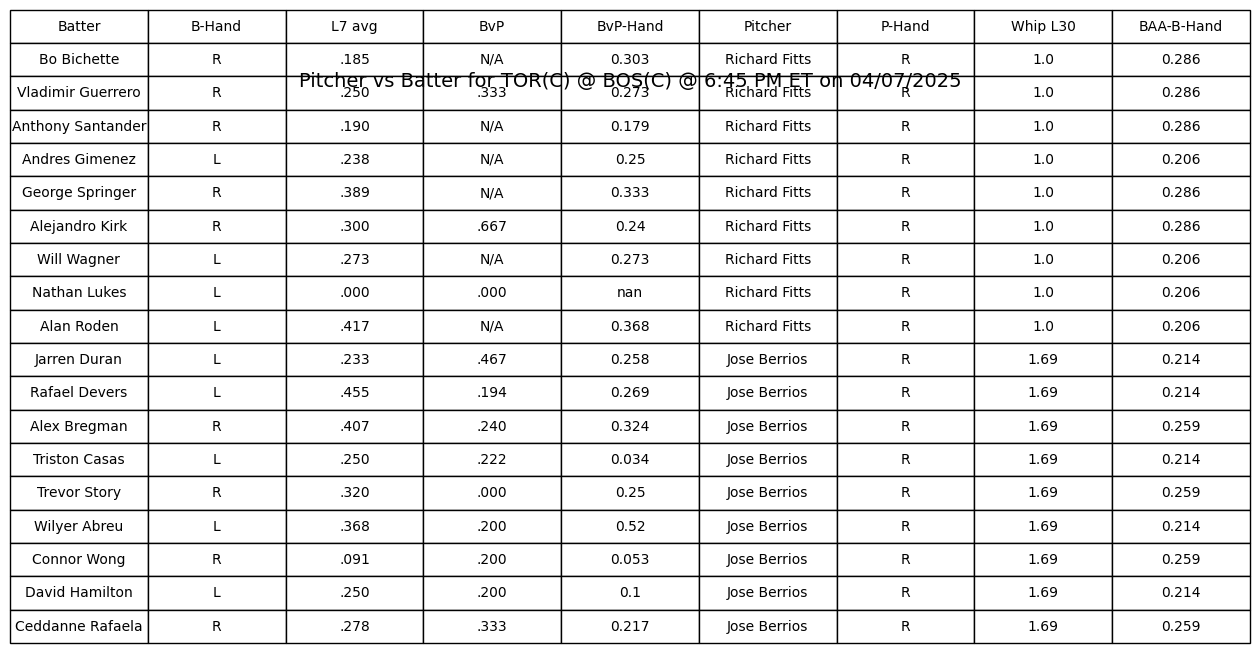 Batter B-Hand L7 avg BvP BvP-Hand Pitcher P-Hand Whip L30 BAA-B-Hand
Bo Bichette R .185 N/A 0.303 Richard Fitts R 1.0 0.286
Pitcher vs Batter for TOR(C) @ BOS(C) @ 6:45 PM ET on 04/07/2025
Vladimir Guerrero R .250 .333 0.273 Richard Fitts R 1.0 0.286
Anthony Santander R .190 N/A 0.179 Richard Fitts R 1.0 0.286
Andres Gimenez L .238 N/A 0.25 Richard Fitts R 1.0 0.206
George Springer R .389 N/A 0.333 Richard Fitts R 1.0 0.286
Alejandro Kirk R .300 .667 0.24 Richard Fitts R 1.0 0.286
Will Wagner L .273 N/A 0.273 Richard Fitts R 1.0 0.206
Nathan Lukes L .000 .000 nan Richard Fitts R 1.0 0.206
Alan Roden L .417 N/A 0.368 Richard Fitts R 1.0 0.206
Jarren Duran L .233 .467 0.258 Jose Berrios R 1.69 0.214
Rafael Devers L .455 .194 0.269 Jose Berrios R 1.69 0.214
Alex Bregman R .407 .240 0.324 Jose Berrios R 1.69 0.259
Triston Casas L .250 .222 0.034 Jose Berrios R 1.69 0.214
Trevor Story R .320 .000 0.25 Jose Berrios R 1.69 0.259
Wilyer Abreu L .368 .200 0.52 Jose Berrios R 1.69 0.214
Connor Wong R .091 .200 0.053 Jose Berrios R 1.69 0.259
David Hamilton L .250 .200 0.1 Jose Berrios R 1.69 0.214
Ceddanne Rafaela R .278 .333 0.217 Jose Berrios R 1.69 0.259